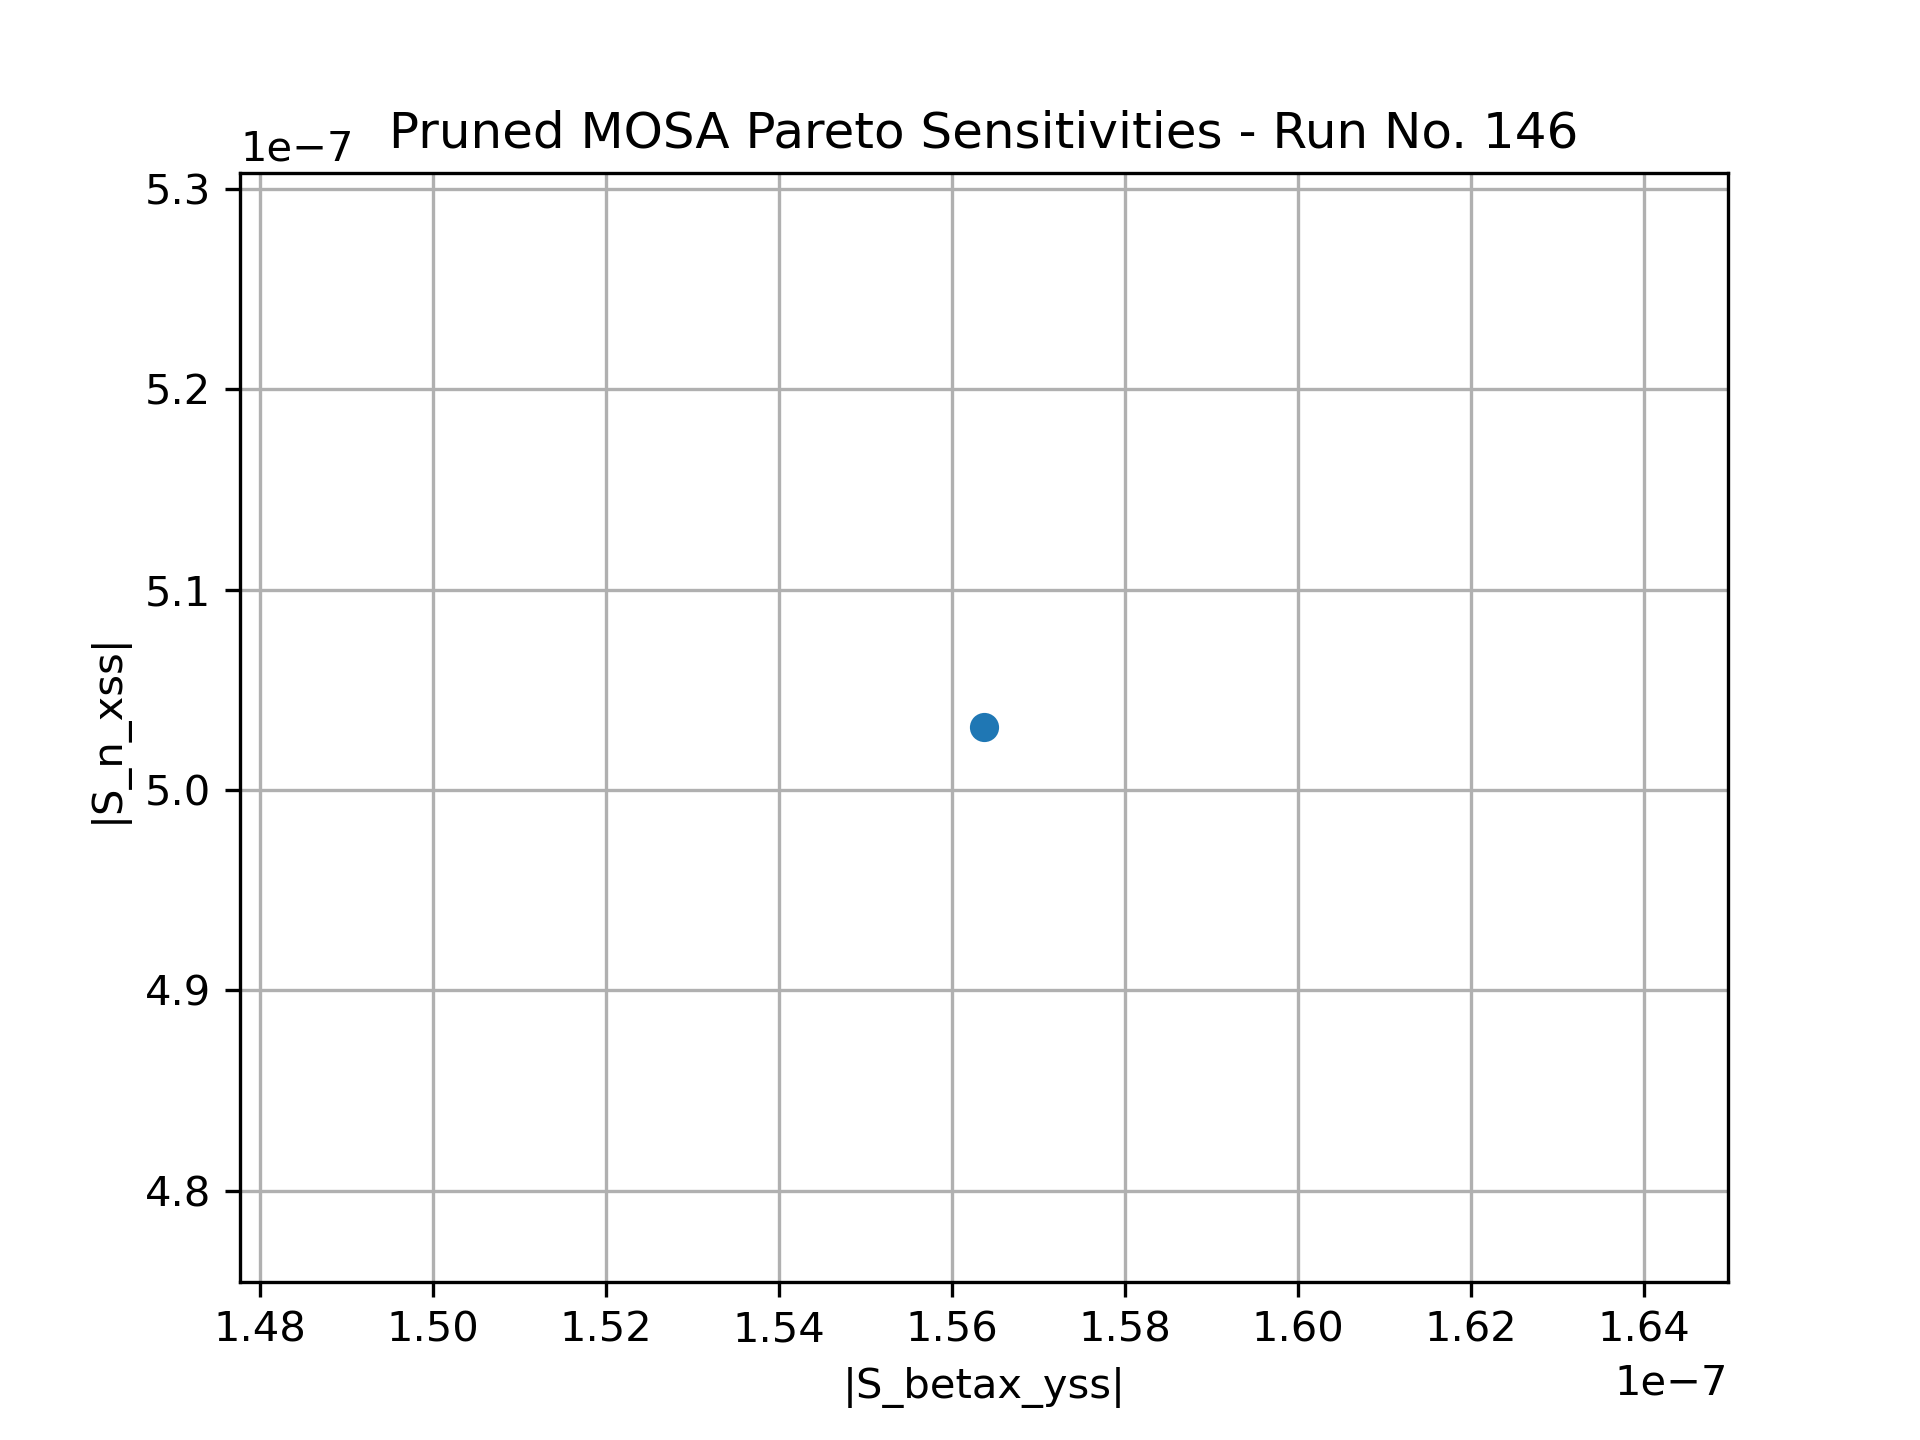 Pruned MOSA Pareto Sensitivities - Run No. 146
1e−7
5.3
5.2
5.1
5.0
4.9
4.8
|S_n_xss|
1.48 1.50 1.52 1.54 1.56 1.58 1.60 1.62 1.64
|S_betax_yss|
1e−7